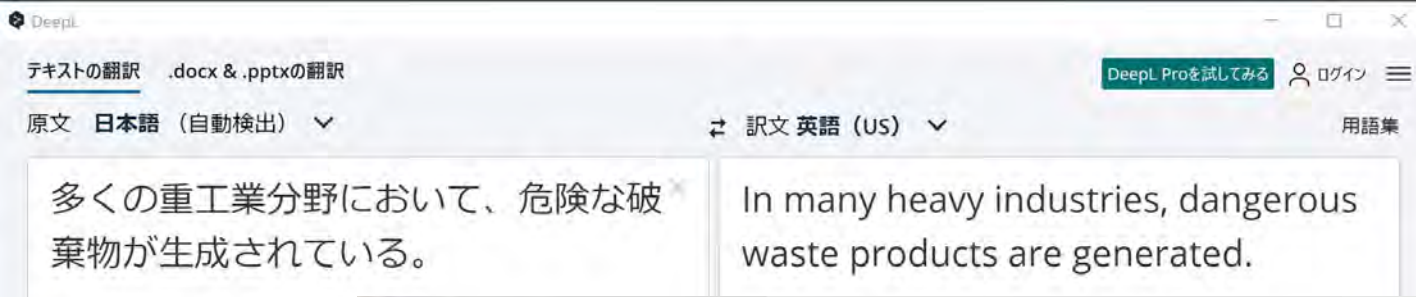 DeepL
テキストの翻訳 .docx & .pptxの翻訳 DeepL Proを試してみる ログイン
原文 日本語 （自動検出） 訳文 英語（US） 用語集
多くの重工業分野において、危険な破
棄物が生成されている。
In many heavy industries, dangerous
waste products are generated.